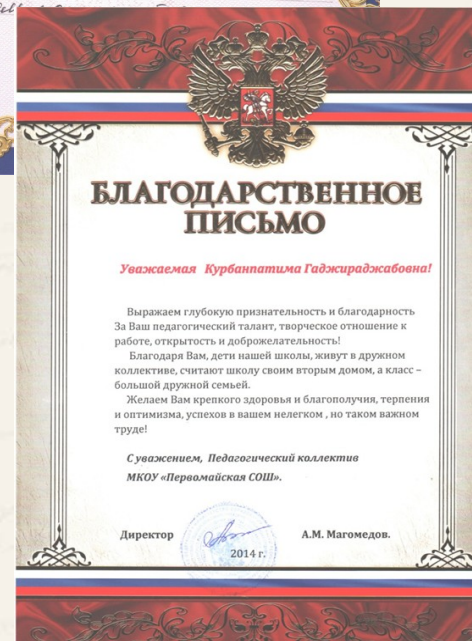 БЛАГОДАРСТВЕННОЕ
ПИСЬМО
Уважаемая Курбанпатима Гаджираджабовна!
Выражаем глубокую признательность и благодарность
За Ваш педагогический талант, творческое отношение к
работе, открытость и доброжелательность!
Благодаря Вам, дети нашей школы, живут в дружном
коллективе, считают школу своим вторым домом, а класс –
большой дружной семьей.
Желаем Вам крепкого здоровья и благополучия, терпения
и оптимизма, успехов в вашем нелегком , но таком важном
труде!
С уважением, Педагогический коллектив
МКОУ «Первомайская СОШ».
Директор А.М. Магомедов.
2014 г.